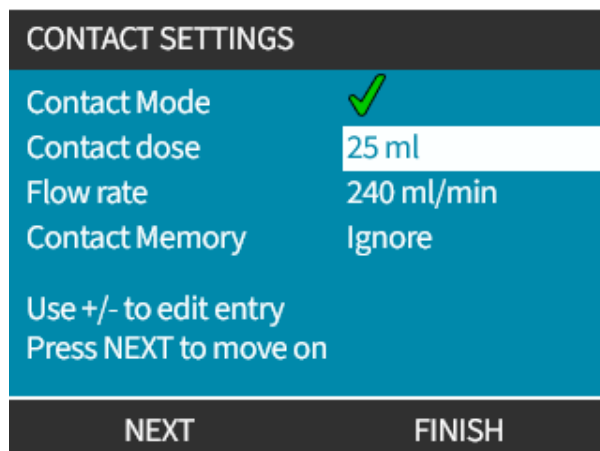 CONTACT SETTINGS
Contact Mode
Contact dose 25 ml
Flow rate 240 ml/min
Contact Memory Ignore
Use +/- to edit entry
Press NEXT to move on
NEXT FINISH